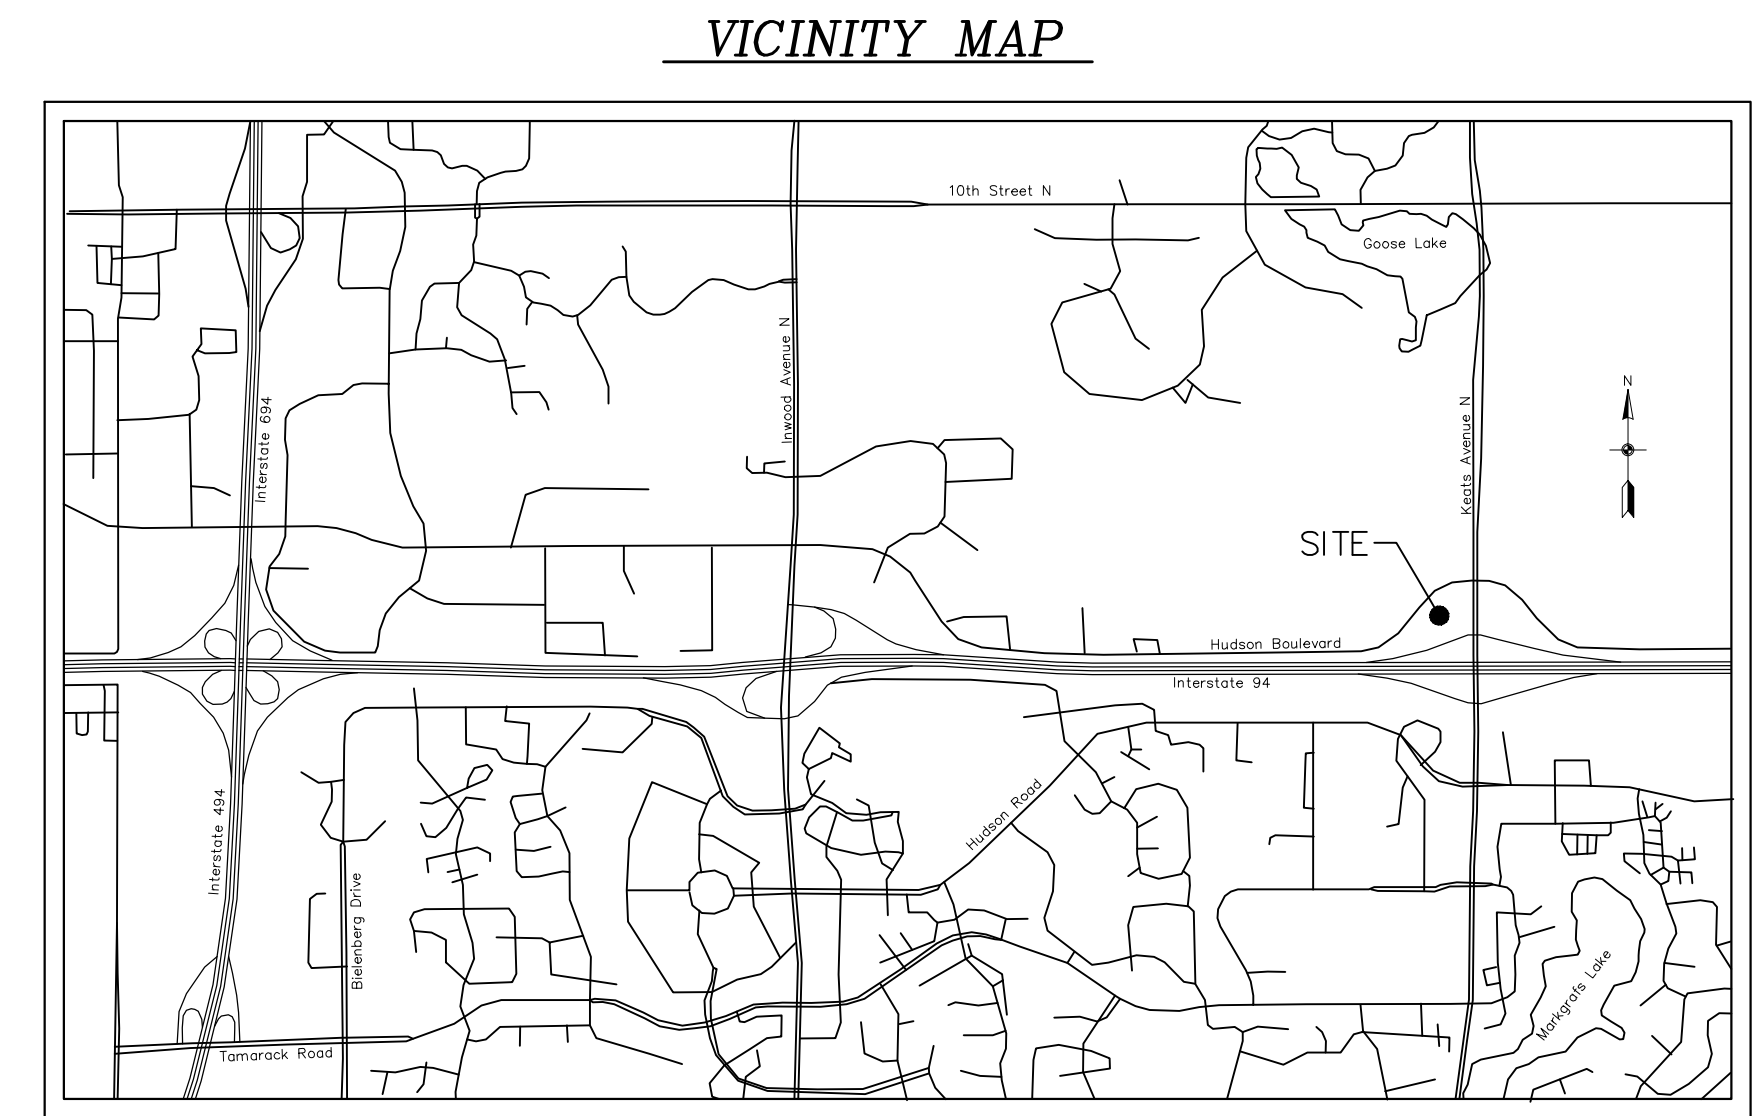 VICINITY MAP
10th Street N
Goose Lake
Inwood Avenue N
N
Interstate 694
Keats Avenue N
SITE
Hudson Boulevard
Interstate 94
Interstate 494
Hudson Road
Bielenberg Drive
Markgrafs Lake
Tamarack Road